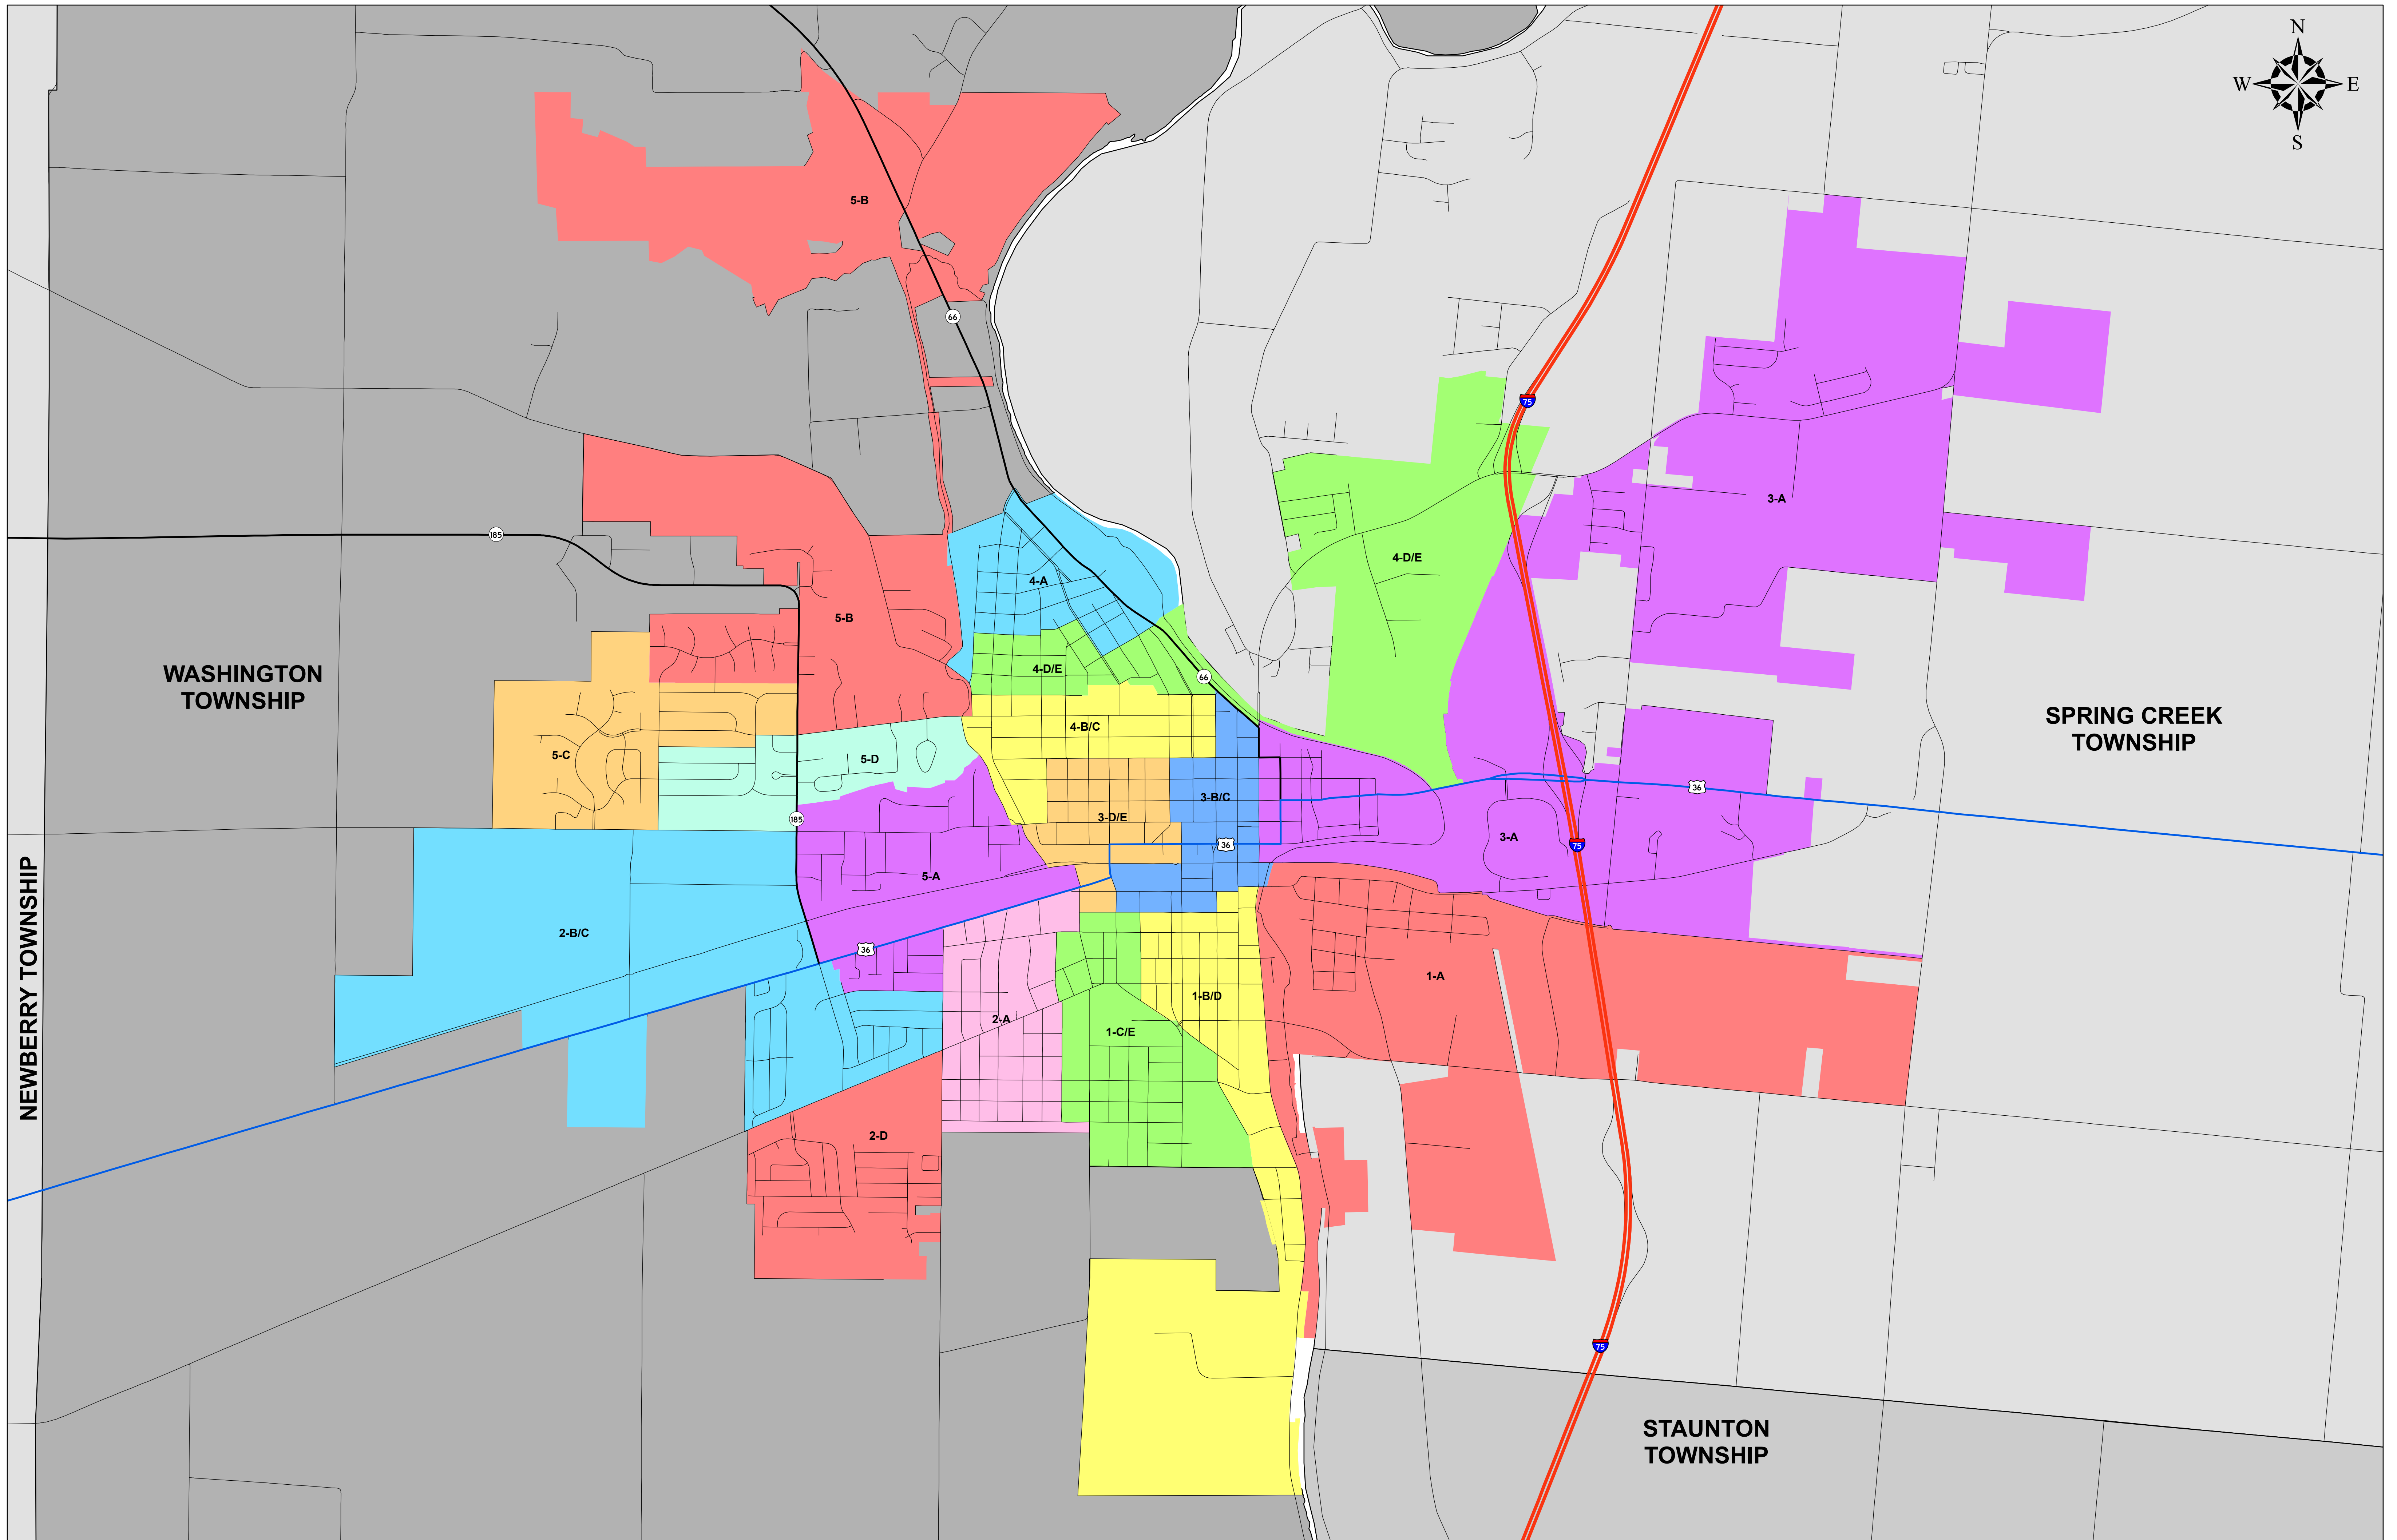 N
W E
S
5-B
66
75
3-A
185
4-D/E
4-A
5-B
4-D/E
66
WASHINGTON
TOWNSHIP
SPRING CREEK
TOWNSHIP
4-B/C
5-C
5-D
36
3-B/C
3-D/E
185
3-A
36
75
5-A
NEWBERRY TOWNSHIP
2-B/C
36
1-A
1-B/D
2-A
1-C/E
2-D
75
STAUNTON
TOWNSHIP